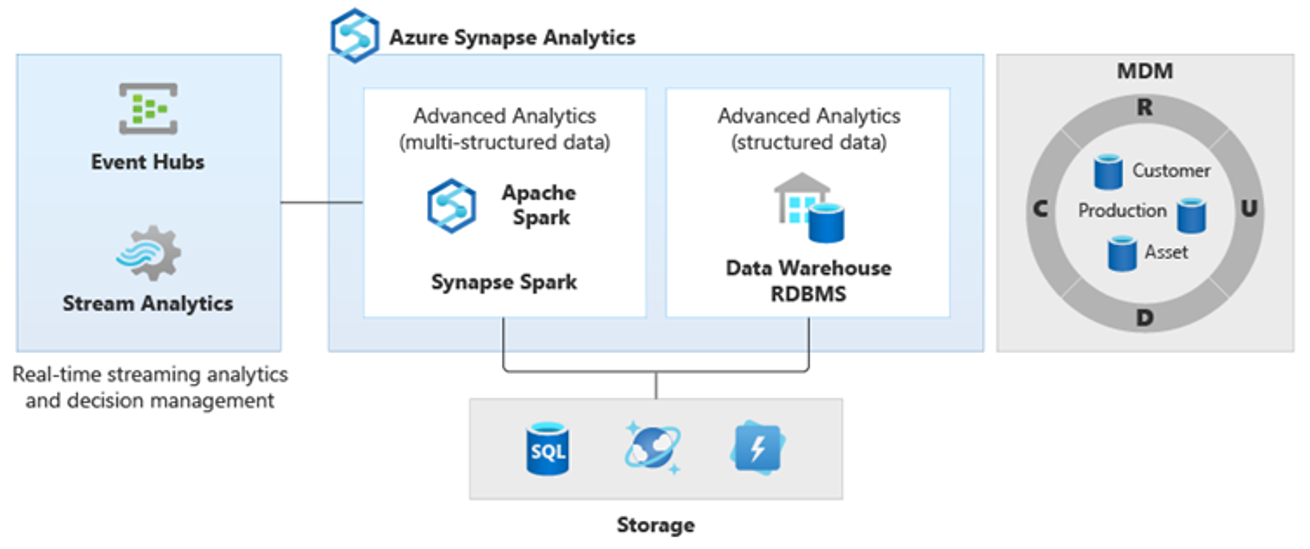 Azure Synapse Analytics
Event Hubs
Stream Analytics
Real-time streaming analytics
and decision management
Advanced Analytics
(multi-structured data)
Apache
Spark
Synapse Spark
Advanced Analytics
(structured data)
Data Warehouse
RDBMS
SQL
Storage
MDM
R
C
U
D
Customer
Production
Asset